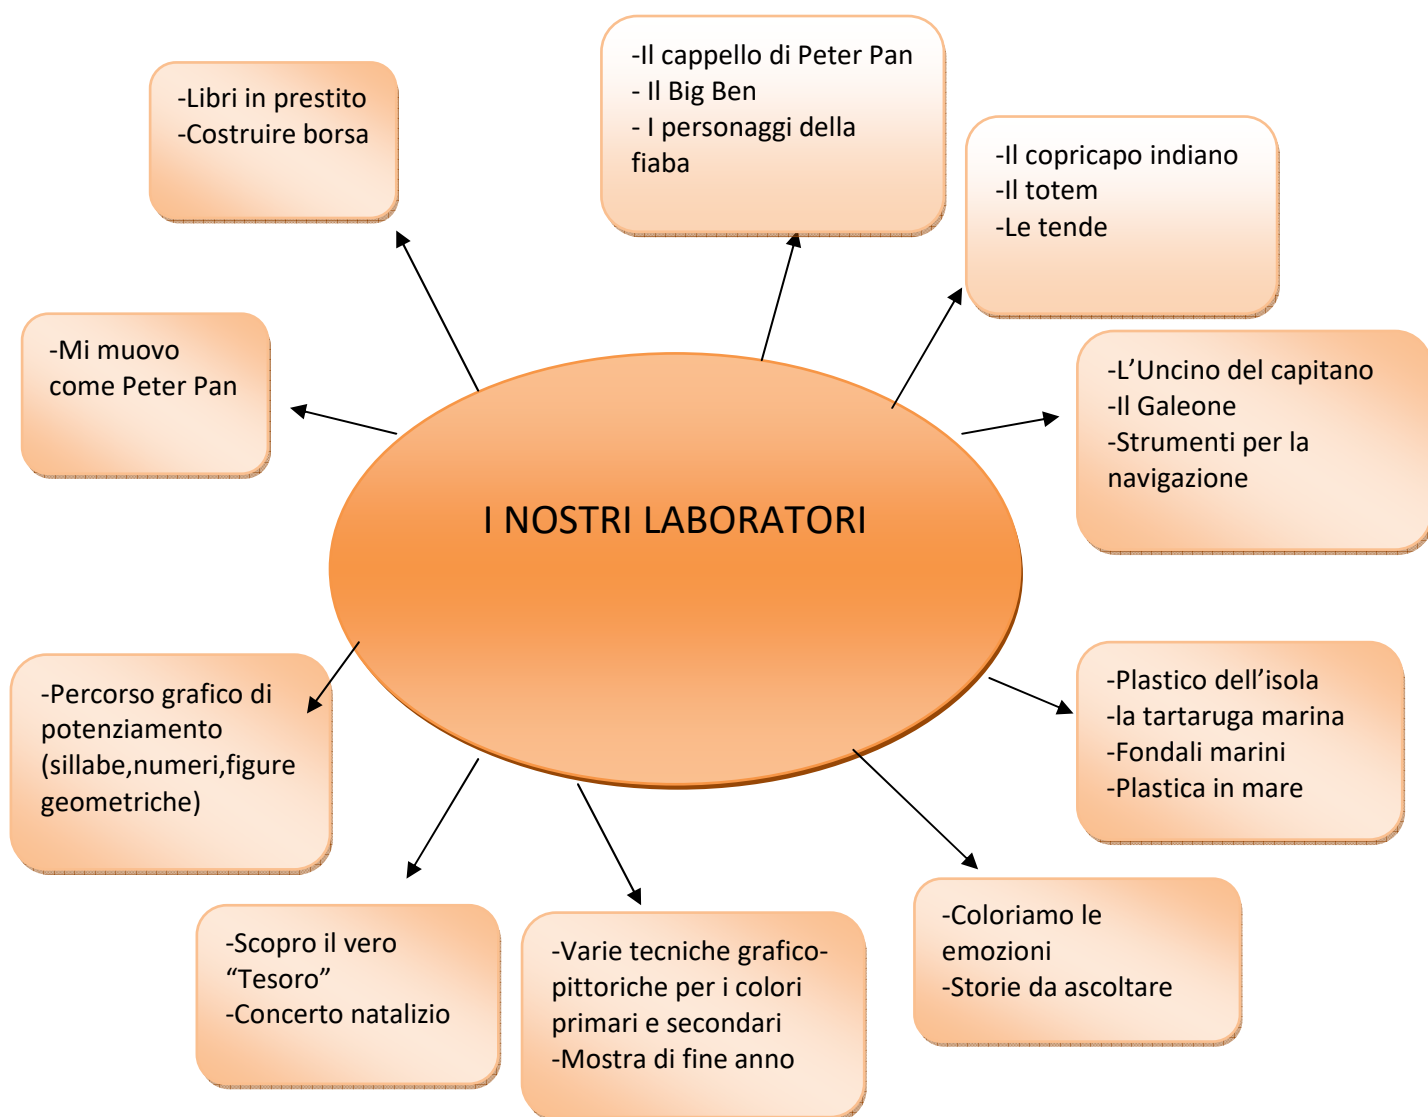 -Libri in prestito
-Costruire borsa
-Il cappello di Peter Pan
- Il Big Ben
- I personaggi della
fiaba
-Il copricapo indiano
-Il totem
-Le tende
-Mi muovo
come Peter Pan
-L’Uncino del capitano
-Il Galeone
-Strumenti per la
navigazione
I NOSTRI LABORATORI
-Percorso grafico di
potenziamento
(sillabe,numeri,figure
geometriche)
-Plastico dell’isola
-la tartaruga marina
-Fondali marini
-Plastica in mare
-Scopro il vero
“Tesoro”
-Concerto natalizio
-Varie tecniche grafico-
pittoriche per i colori
primari e secondari
-Mostra di fine anno
-Coloriamo le
emozioni
-Storie da ascoltare